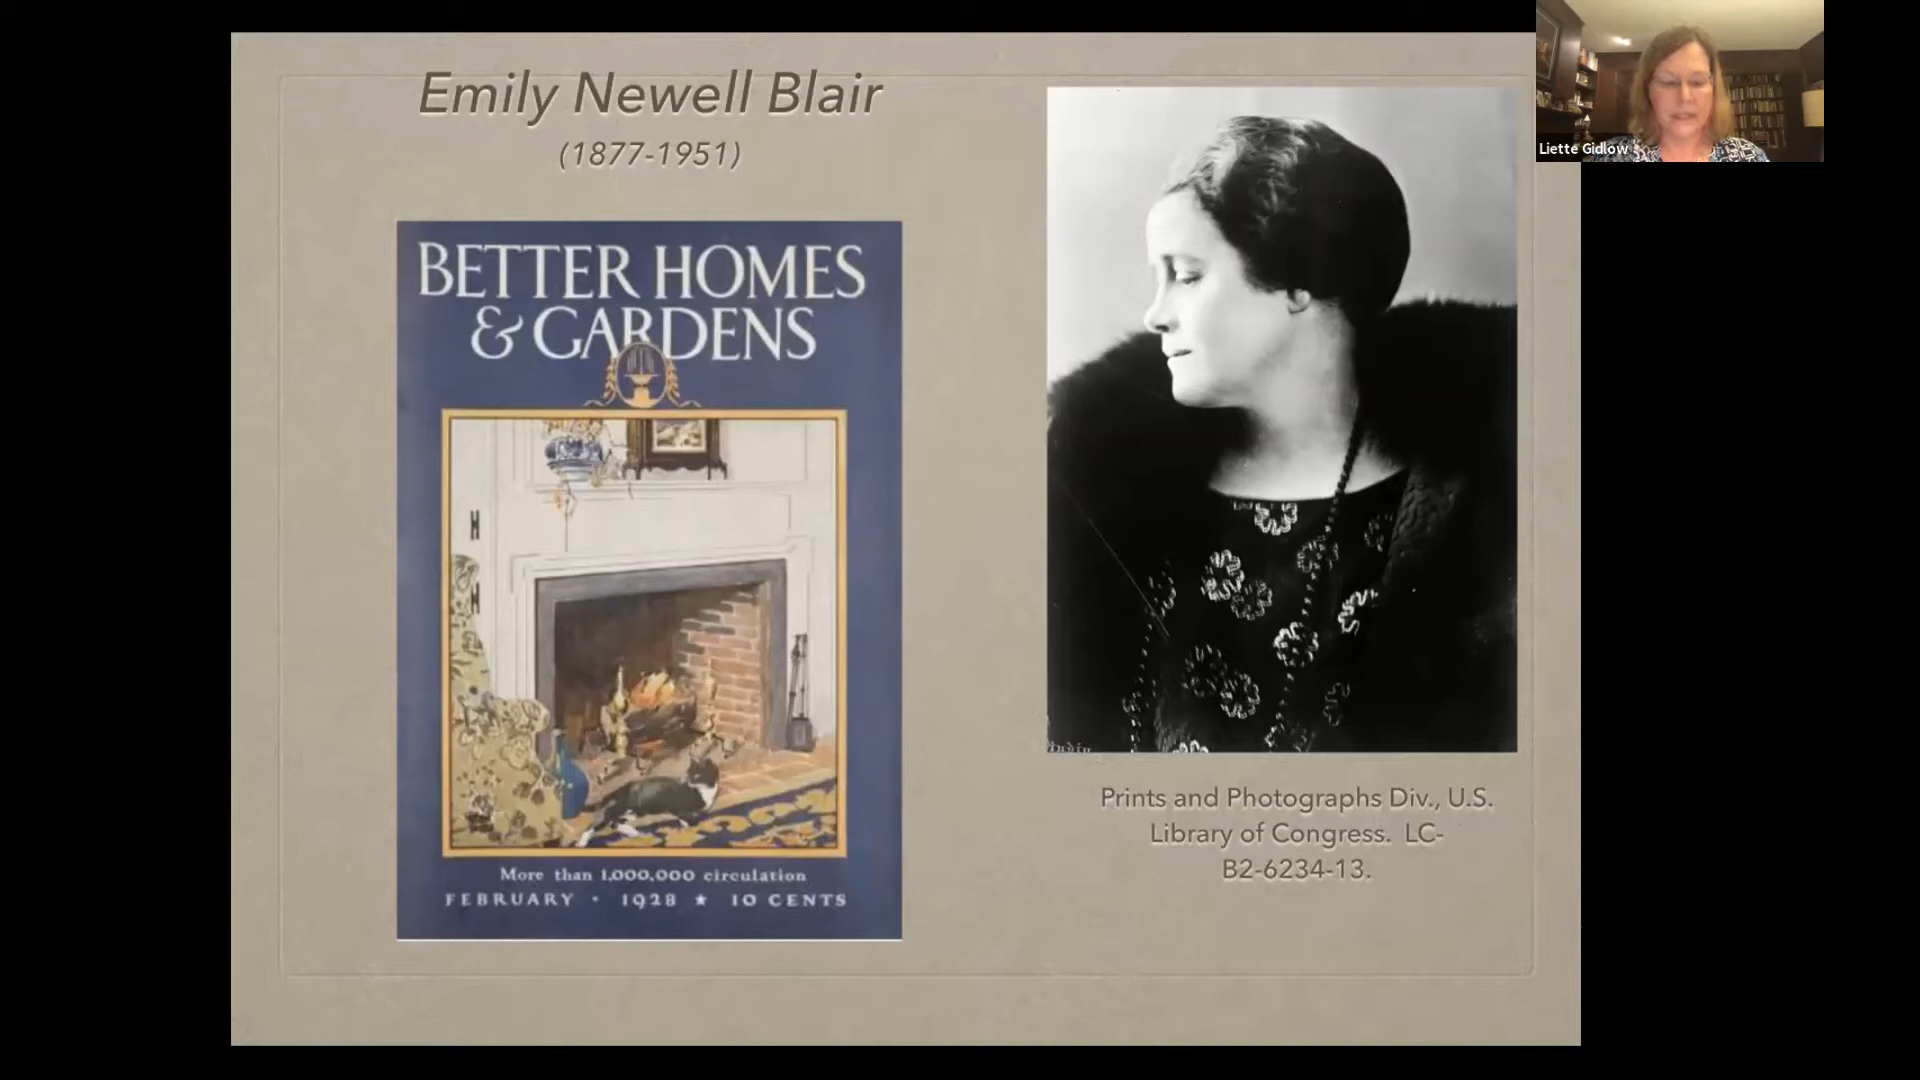 Emily Newell Blair
(1877-1951)
BETTER HOMES
& GARDENS
More than 1,000,000 circulation
FEBRUARY • 1928 ★ 10 CENTS
Prints and Photographs Div., U.S.
Library of Congress. LC-
B2-6234-13.
Liette Gidlow